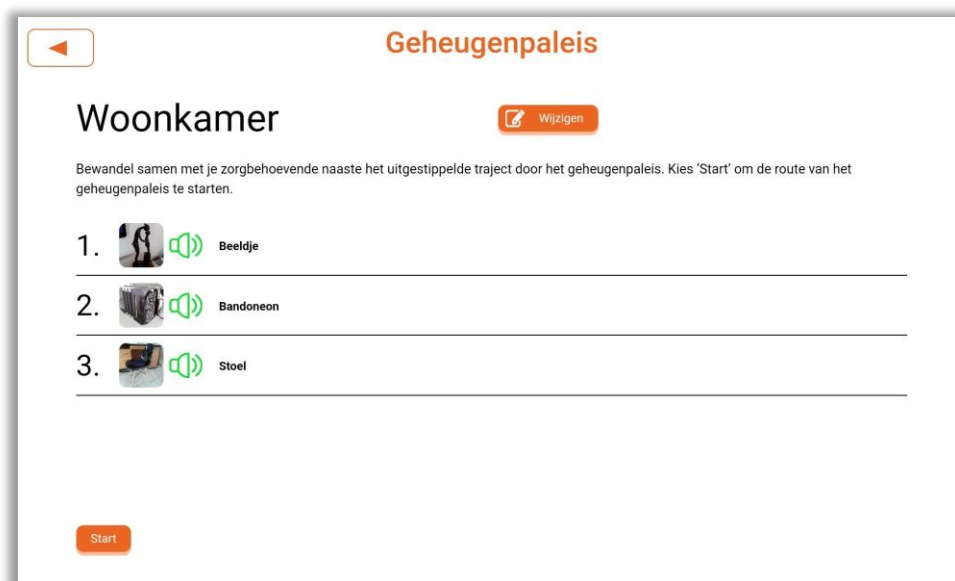 Geheugenpaleis
Woonkamer
Wijzigen
Bewandel samen met je zorgbehoevende naaste het uitgestippelde traject door het geheugenpaleis. Kies ‘Start’ om de route van het
geheugenpaleis te starten.
1. Beeldje
2. Bandoneon
3. Stoel
Start